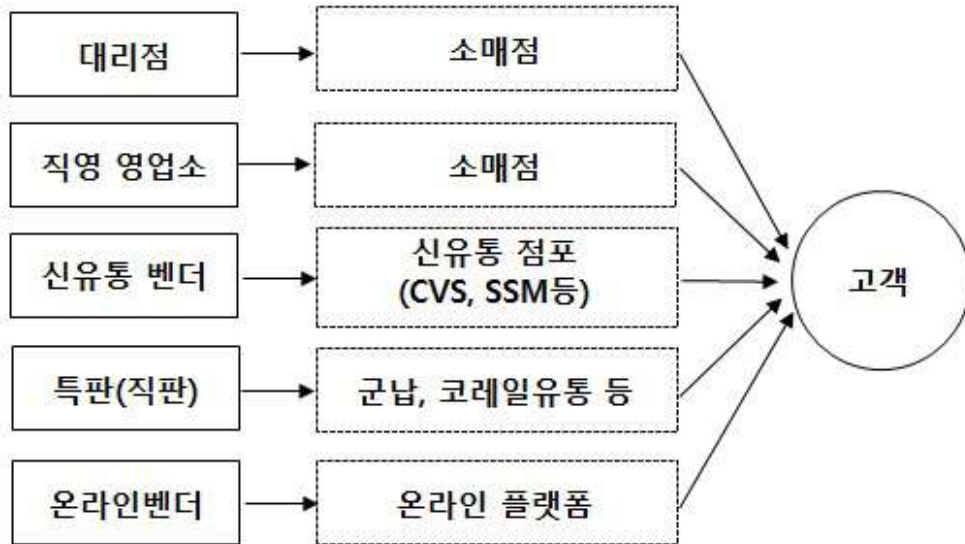 대리점
소매점
직영 영업소
소매점
신유통 벤더
신유통 점포
(CVS, SSM등)
고객
특판(직판)
군납, 코레일유통 등
온라인벤더
온라인 플랫폼